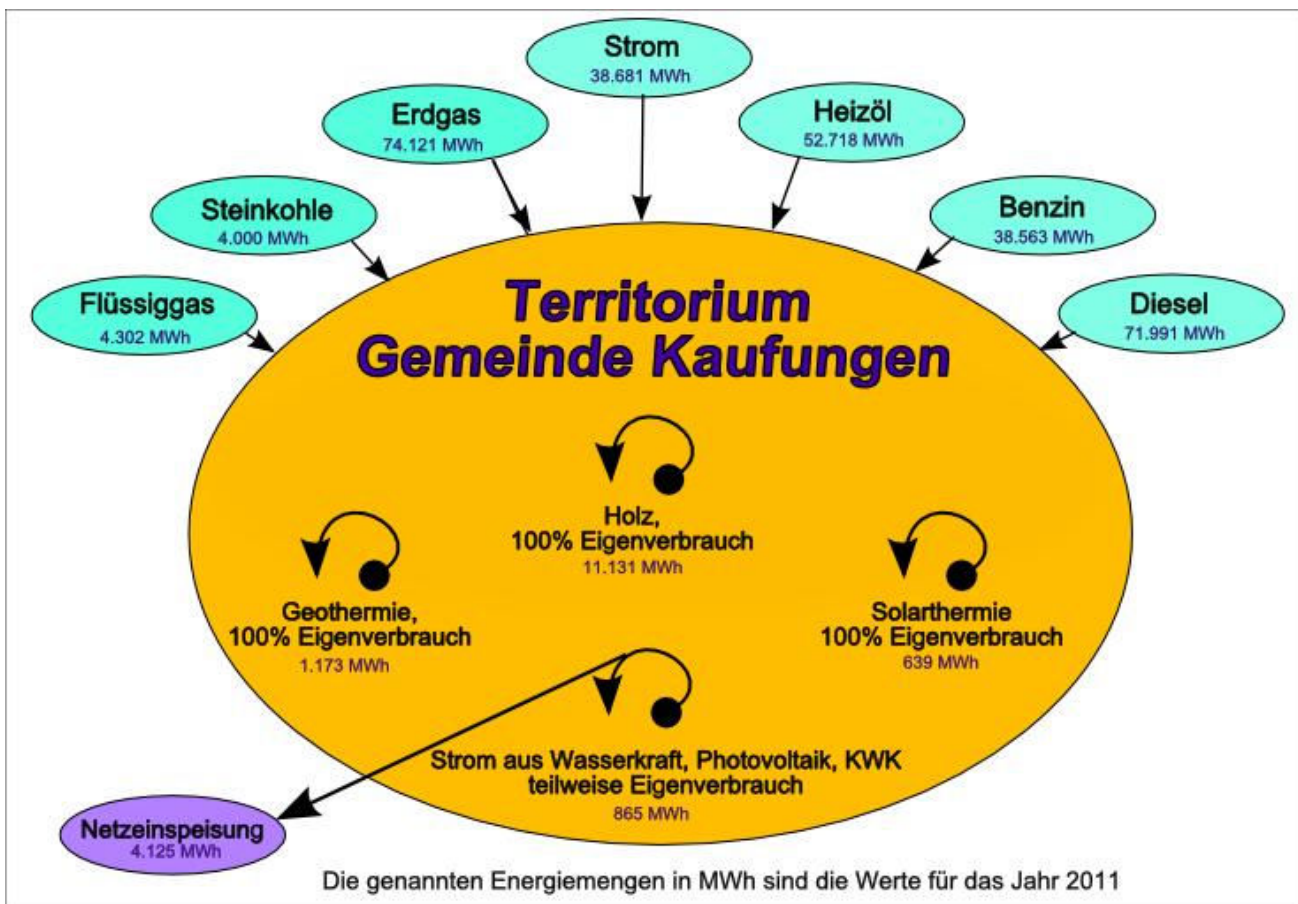 Strom
38.681 MWh
Erdgas
74.121 MWh
Heizöl
52.718 MWh
Steinkohle
4.000 MWh
Benzin
38.563 MWh
Flüssiggas
4.302 MWh
Diesel
71.991 MWh
Territorium
Gemeinde Kaufungen
Holz,
100% Eigenverbrauch
11.131 MWh
Geothermie,
100% Eigenverbrauch
1.173 MWh
Solarthermie
100% Eigenverbrauch
639 MWh
Strom aus Wasserkraft, Photovoltaik, KWK
teilweise Eigenverbrauch
865 MWh
Netzeinspeisung
4.125 MWh
Die genannten Energiemengen in MWh sind die Werte für das Jahr 2011